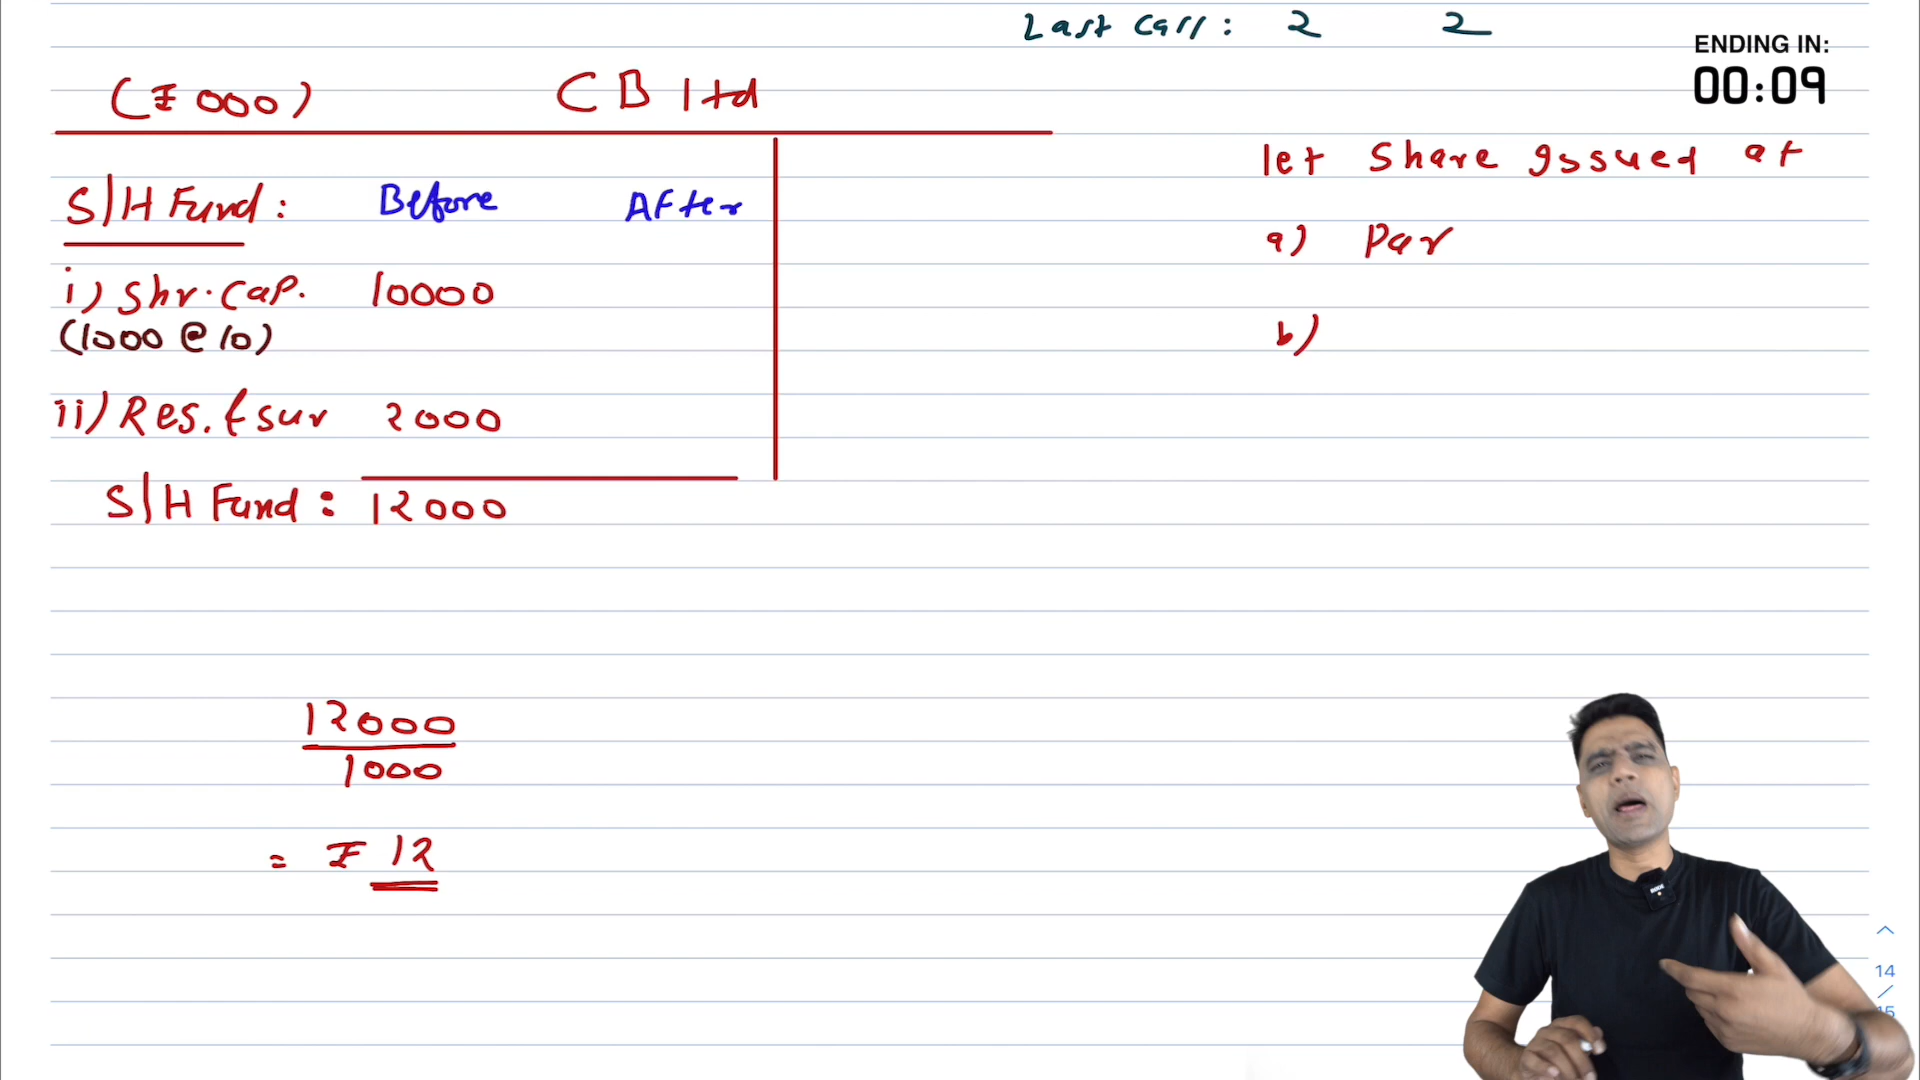 Last Call: 2 2
ENDING IN:
00:09
(₹ 000) CB ltd
let Share Issued at
S/H Fund: Before After
a) Par
i) Shr. Cap. 10000
(1000 @ 10)
b)
ii) Res. & sur 2000
S/H Fund: 12000
12000
1000
= ₹ 12
14
/
15